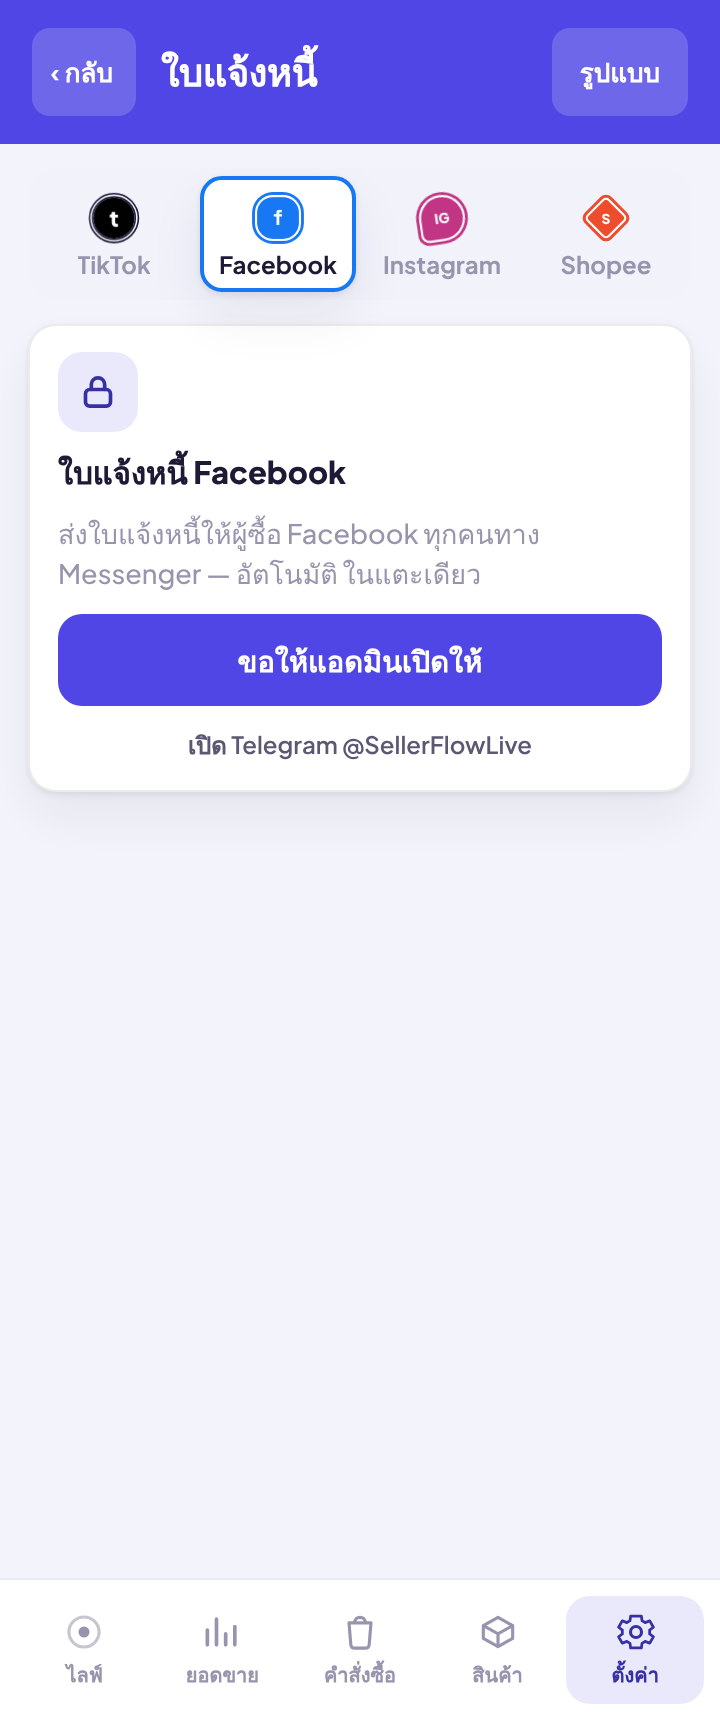 ‹ กลับ
ใบแจ้งหนี้
รูปแบบ
t
f
IG
S
TikTok
Facebook
Instagram
Shopee
ใบแจ้งหนี้ Facebook
ส่งใบแจ้งหนี้ให้ผู้ซื้อ Facebook ทุกคนทาง
Messenger — อัตโนมัติ ในแตะเดียว
ขอให้แอดมินเปิดให้
เปิด Telegram @SellerFlowLive
ไลฟ์
ยอดขาย
คำสั่งซื้อ
สินค้า
ตั้งค่า